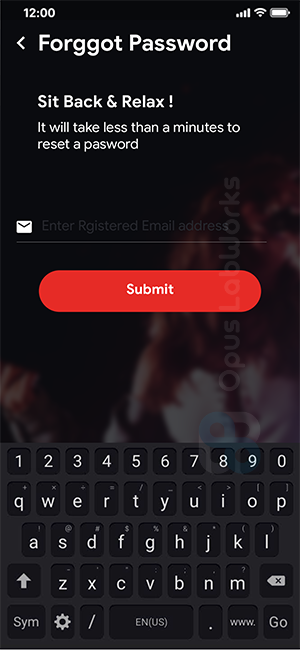 12:00
Forggot Password
Sit Back & Relax !
It will take less than a minutes to
reset a pasword
Enter Rgistered Email address
Submit
Opus LabWorks
1 2 3 4 5 6 7 8 9 0
q w e r t y u i o p
a s d f g h j k l
z x c v b n m
Sym / EN(US) . www. Go